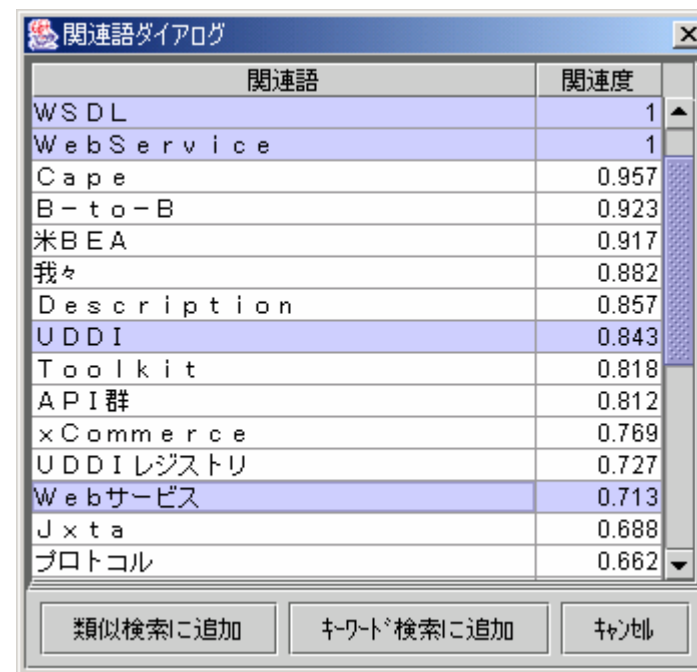 関連語ダイアログ
関連語 関連度
ＷＳＤＬ 1
ＷｅｂＳｅｒｖｉｃｅ 1
Ｃａｐｅ 0.957
Ｂ－ｔｏ－Ｂ 0.923
米ＢＥＡ 0.917
我々 0.882
Ｄｅｓｃｒｉｐｔｉｏｎ 0.857
ＵＤＤＩ 0.843
Ｔｏｏｌｋｉｔ 0.818
ＡＰＩ群 0.812
ｘＣｏｍｍｅｒｃｅ 0.769
ＵＤＤＩレジストリ 0.727
Ｗｅｂサービス 0.713
Ｊｘｔａ 0.688
プロトコル 0.662
類似検索に追加 ｷｰﾜｰﾄﾞ検索に追加 ｷｬﾝｾﾙ